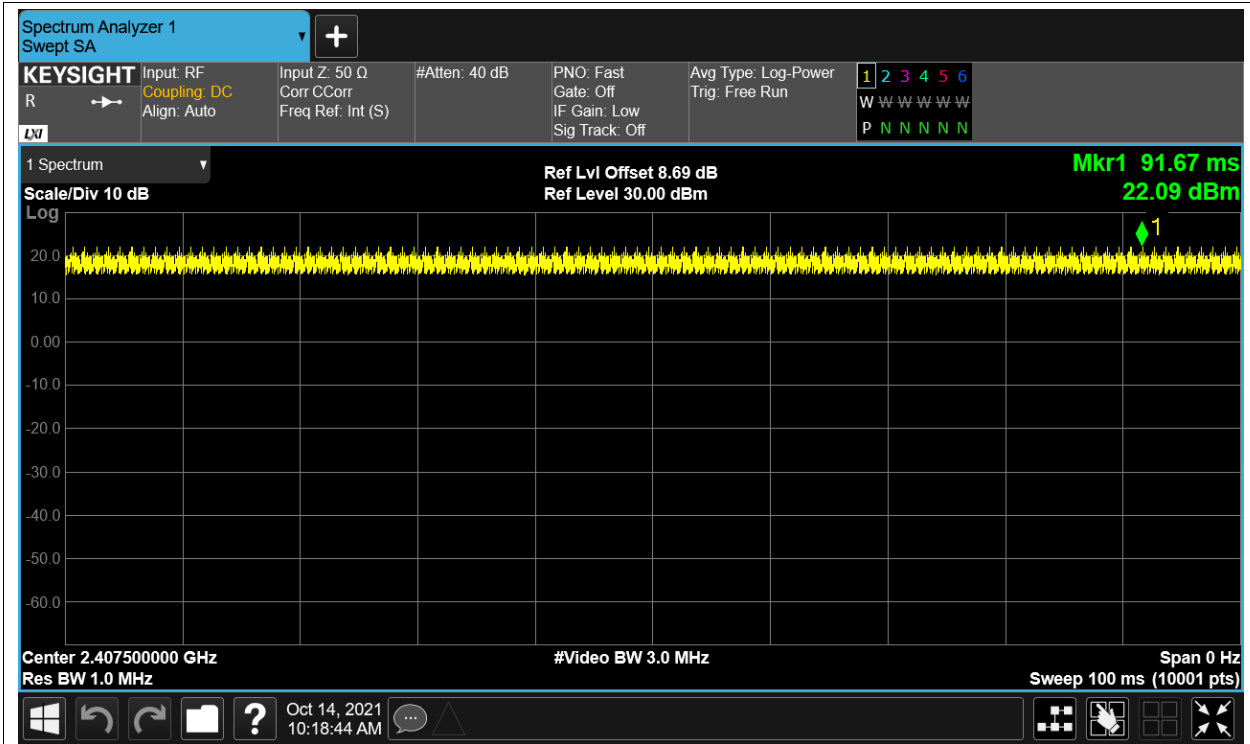 Spectrum Analyzer 1
Swept SA
+
KEYSIGHT
R
LXI
Input: RF
Coupling: DC
Align: Auto
Input Z: 50 Ω
Corr CCorr
Freq Ref: Int (S)
#Atten: 40 dB
PNO: Fast
Gate: Off
IF Gain: Low
Sig Track: Off
Avg Type: Log-Power
Trig: Free Run
1 2 3 4 5 6
W W W W W W
P N N N N N
1 Spectrum
Scale/Div 10 dB
Log
Ref Lvl Offset 8.69 dB
Ref Level 30.00 dBm
Mkr1 91.67 ms
22.09 dBm
1
20.0
10.0
0.00
-10.0
-20.0
-30.0
-40.0
-50.0
-60.0
Center 2.407500000 GHz
Res BW 1.0 MHz
#Video BW 3.0 MHz
Span 0 Hz
Sweep 100 ms (10001 pts)
?
Oct 14, 2021
10:18:44 AM